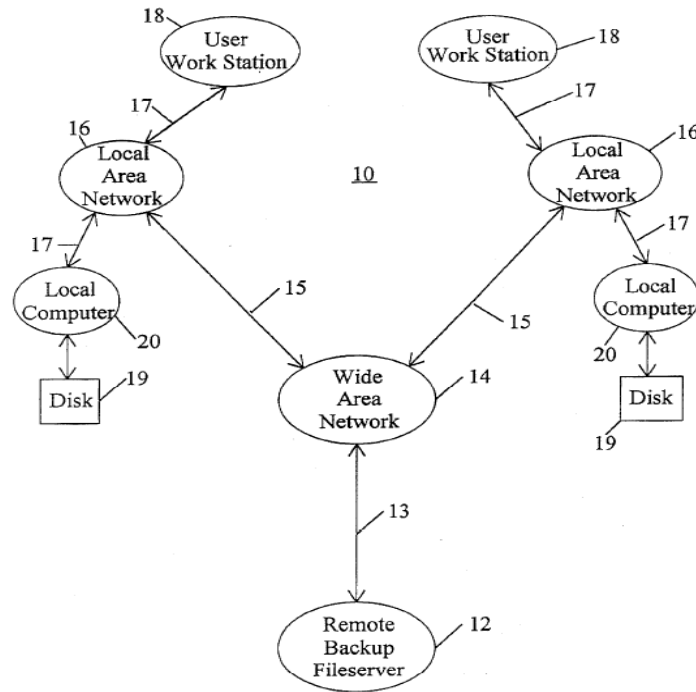 18
User
Work Station
User
Work Station
18
17
17
16
Local
Area
Network
10
Local
Area
Network
16
17
17
Local
Computer
20
15
15
Local
Computer
20
Disk
19
Wide
Area
Network
14
Disk
19
13
Remote
Backup
Fileserver
12